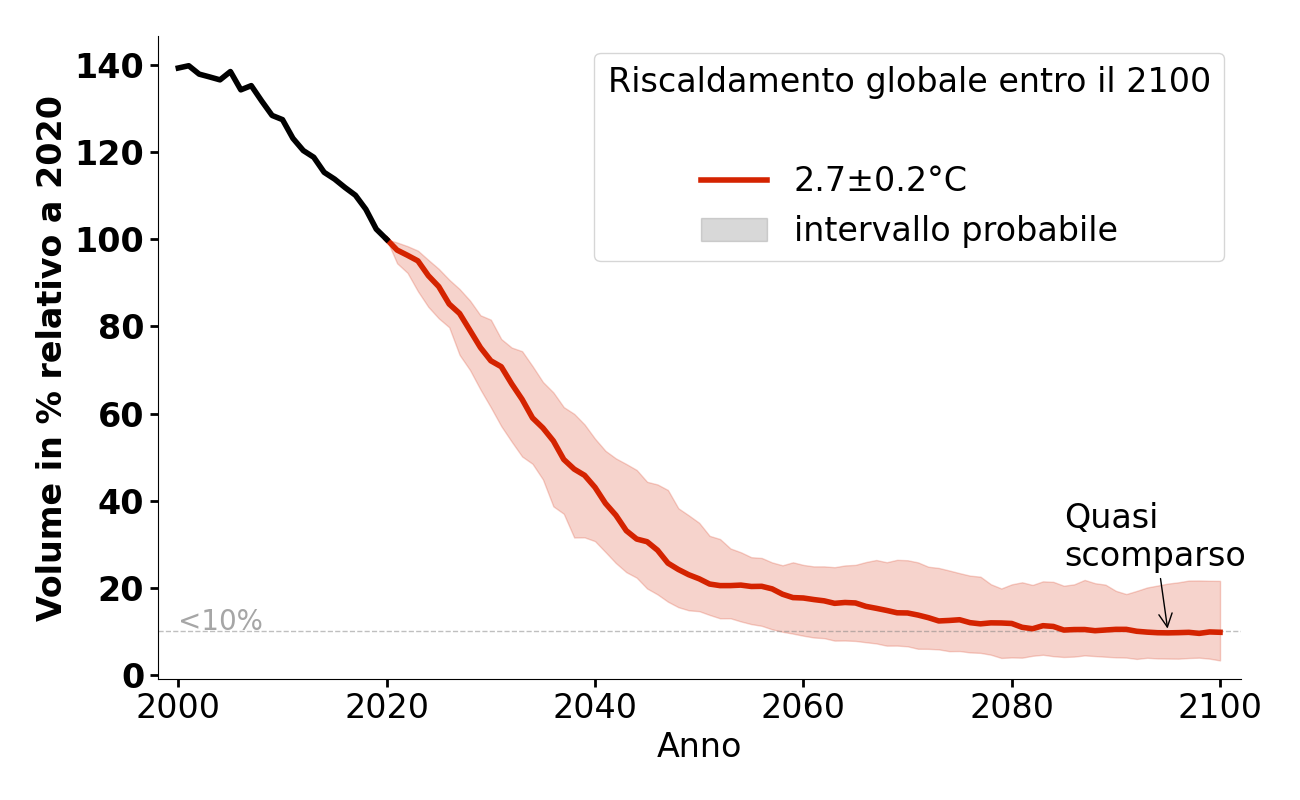 Volume in % relativo a 2020
140
120
100
80
60
40
20
0
Riscaldamento globale entro il 2100
2.7±0.2°C
intervallo probabile
Quasi
scomparso
<10%
2000
2020
2040
2060
2080
2100
Anno